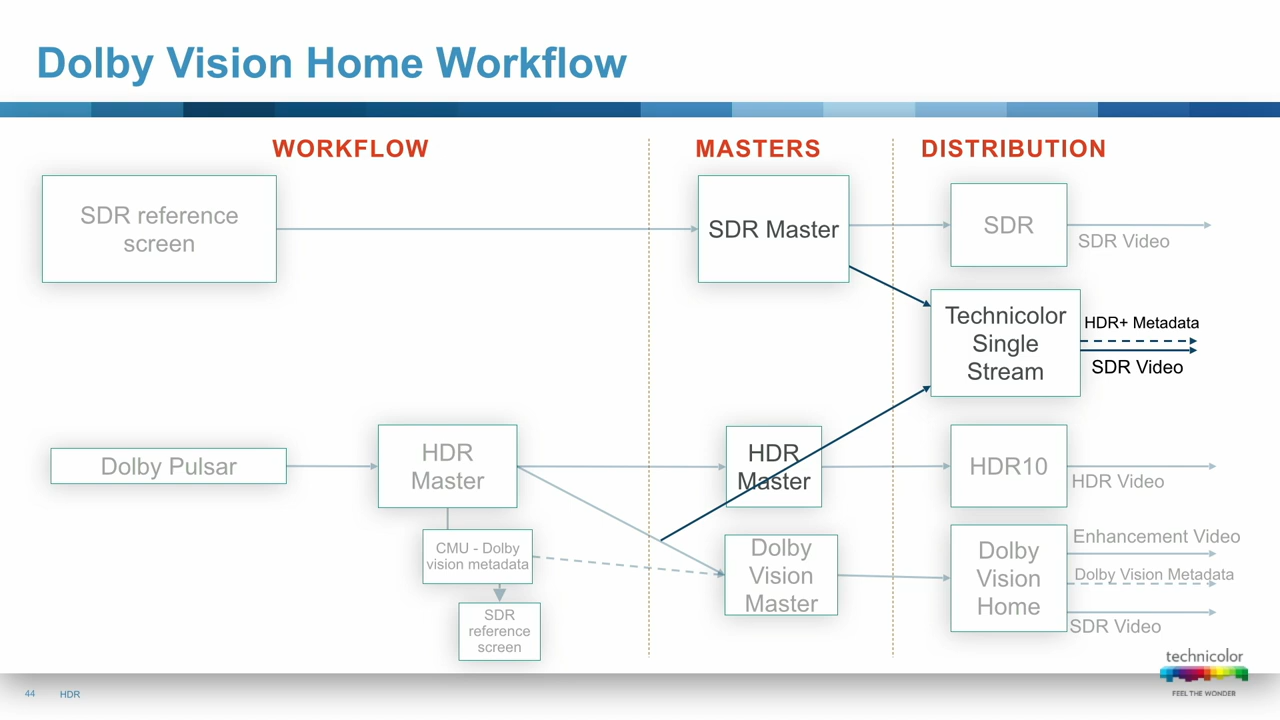 Dolby Vision Home Workflow
WORKFLOW
MASTERS
DISTRIBUTION
SDR reference
screen
SDR Master
SDR
SDR Video
Technicolor
Single
Stream
HDR+ Metadata
SDR Video
Dolby Pulsar
HDR
Master
HDR
Master
HDR10
HDR Video
CMU - Dolby
vision metadata
SDR
reference
screen
Dolby
Vision
Master
Dolby
Vision
Home
Enhancement Video
Dolby Vision Metadata
SDR Video
technicolor
FEEL THE WONDER
44
HDR